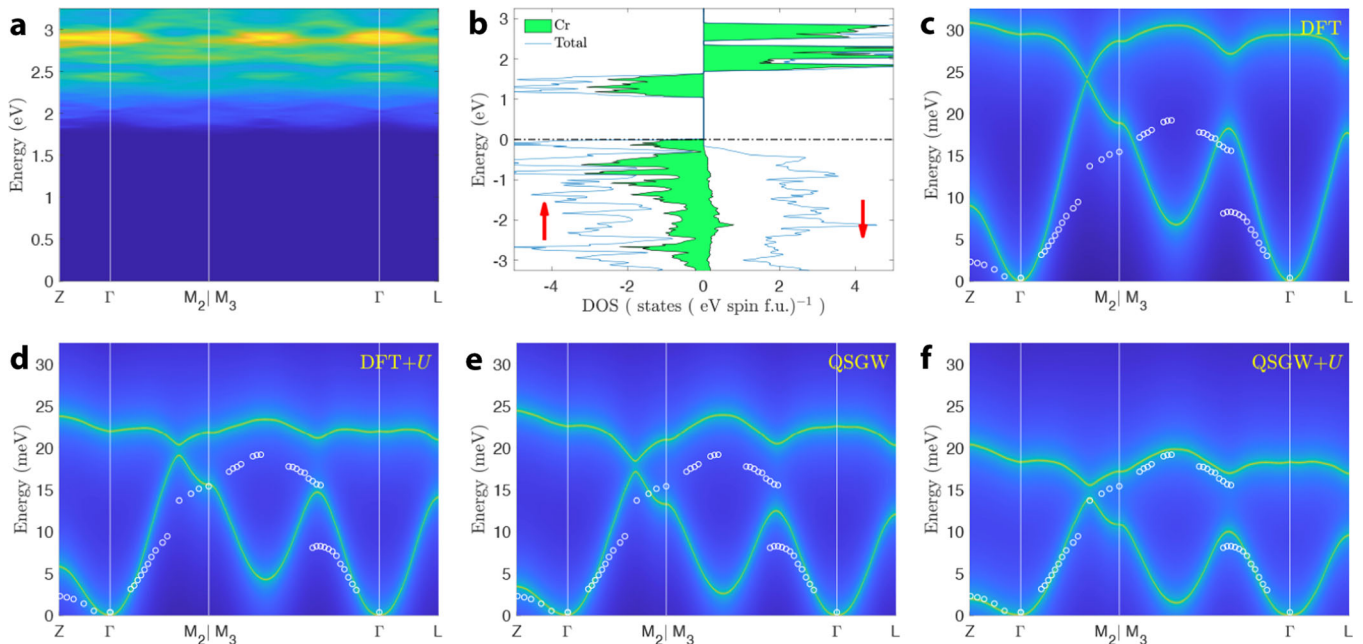 a
3
2.5
2
1.5
1
0.5
0
Energy (eV)
Z Γ M₂|M₃ Γ L
b
Cr
Total
3
2
1
0
-1
-2
-3
Energy (eV)
-4 -2 0 2 4
DOS ( states ( eV spin f.u.)⁻¹ )
c
DFT
30
25
20
15
10
5
0
Energy (meV)
Z Γ M₂|M₃ Γ L
d
DFT+U
30
25
20
15
10
5
0
Energy (meV)
Z Γ M₂|M₃ Γ L
e
QSGW
30
25
20
15
10
5
0
Energy (meV)
Z Γ M₂|M₃ Γ L
f
QSGW+U
30
25
20
15
10
5
0
Energy (meV)
Z Γ M₂|M₃ Γ L